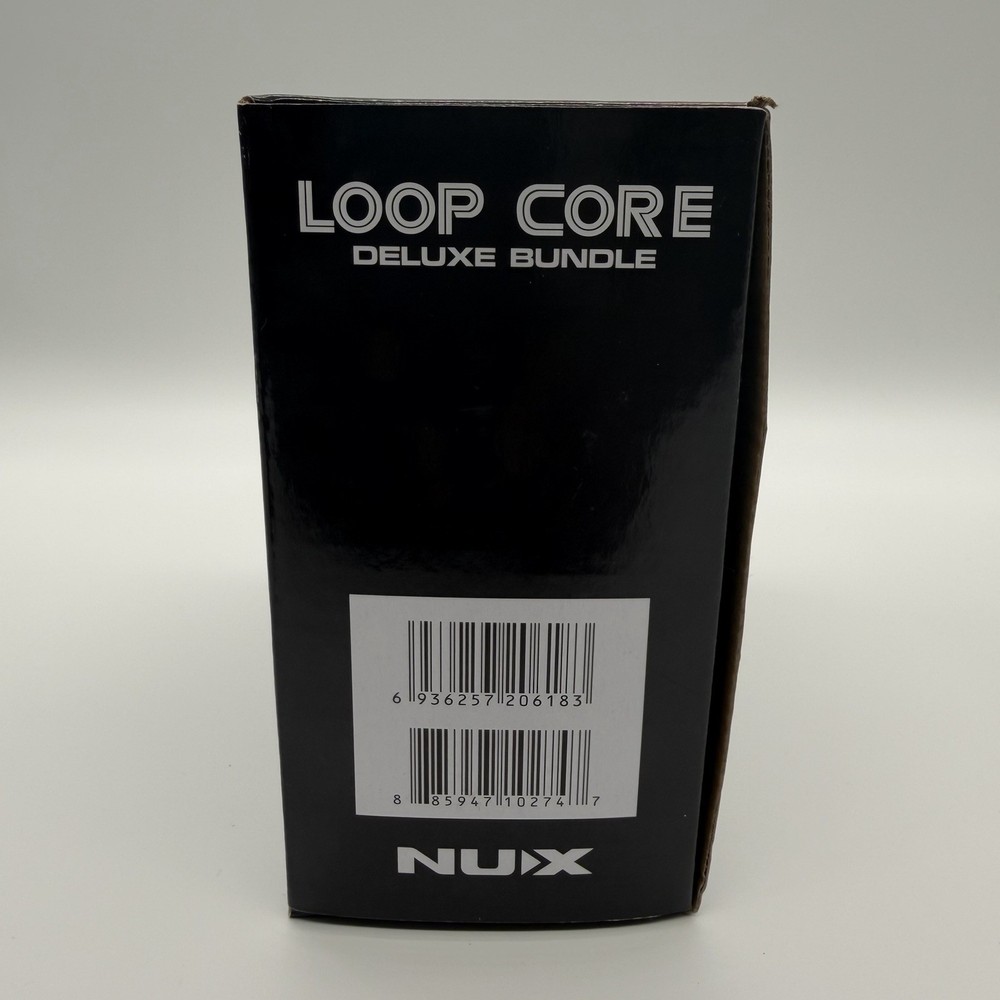 LOOP CORE
DELUXE BUNDLE
6 936257 206183
8 85947 10274 7
NUX